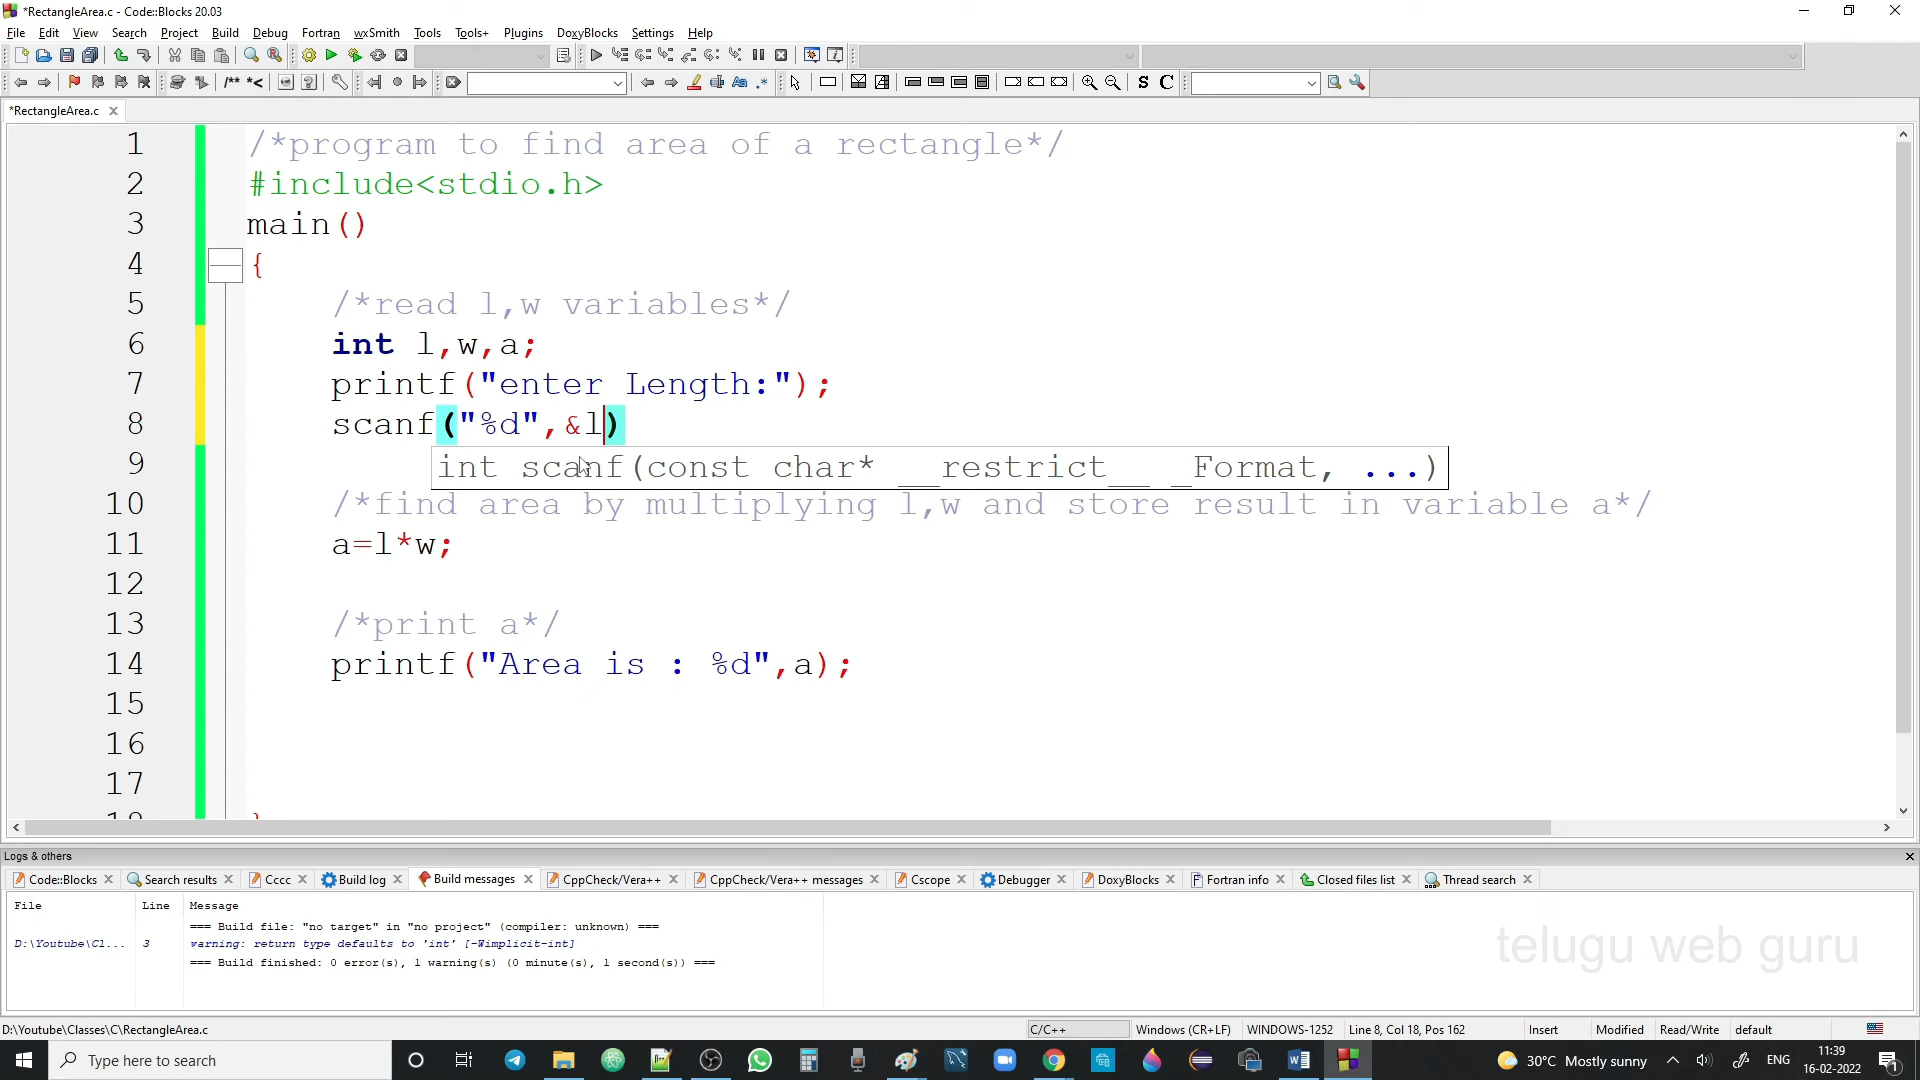 *RectangleArea.c - Code::Blocks 20.03
File Edit View Search Project Build Debug Fortran wxSmith Tools Tools+ Plugins DoxyBlocks Settings Help
/** *<
Aa .*
S C
*RectangleArea.c
1 /*program to find area of a rectangle*/
2 #include<stdio.h>
3 main()
4 {
5 /*read l,w variables*/
6 int l,w,a;
7 printf("enter Length:");
8 scanf("%d",&l)
9 int scanf(const char* __restrict__ _Format, ...)
10 /*find area by multiplying l,w and store result in variable a*/
11 a=l*w;
12
13 /*print a*/
14 printf("Area is : %d",a);
15
16
17
Logs & others
Code::Blocks Search results Cccc Build log Build messages CppCheck/Vera++ CppCheck/Vera++ messages Cscope Debugger DoxyBlocks Fortran info Closed files list Thread search
File Line Message
=== Build file: "no target" in "no project" (compiler: unknown) ===
D:\Youtube\Cl... 3 warning: return type defaults to 'int' [-Wimplicit-int]
=== Build finished: 0 error(s), 1 warning(s) (0 minute(s), 1 second(s)) ===
telugu web guru
D:\Youtube\Classes\C\RectangleArea.c C/C++ Windows (CR+LF) WINDOWS-1252 Line 8, Col 18, Pos 162 Insert Modified Read/Write default
Type here to search 30°C Mostly sunny ENG 11:39
16-02-2022 1